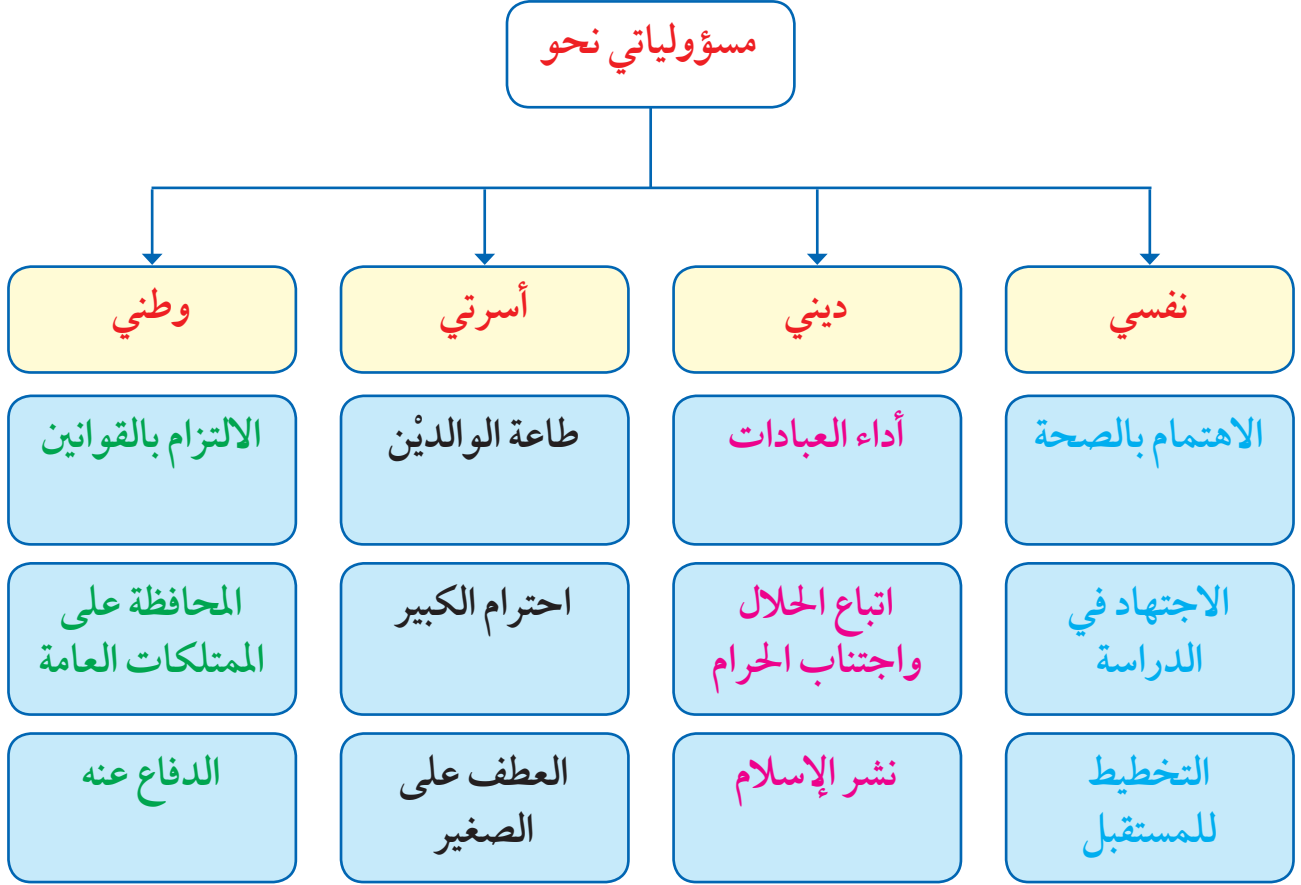 مسؤولياتي نحو
نفسي
ديني
أسرتي
وطني
الاهتمام بالصحة
أداء العبادات
طاعة الوالديْن
الالتزام بالقوانين
الاجتهاد في
الدراسة
اتباع الحلال
واجتناب الحرام
احترام الكبير
المحافظة على
الممتلكات العامة
التخطيط
للمستقبل
نشر الإسلام
العطف على
الصغير
الدفاع عنه